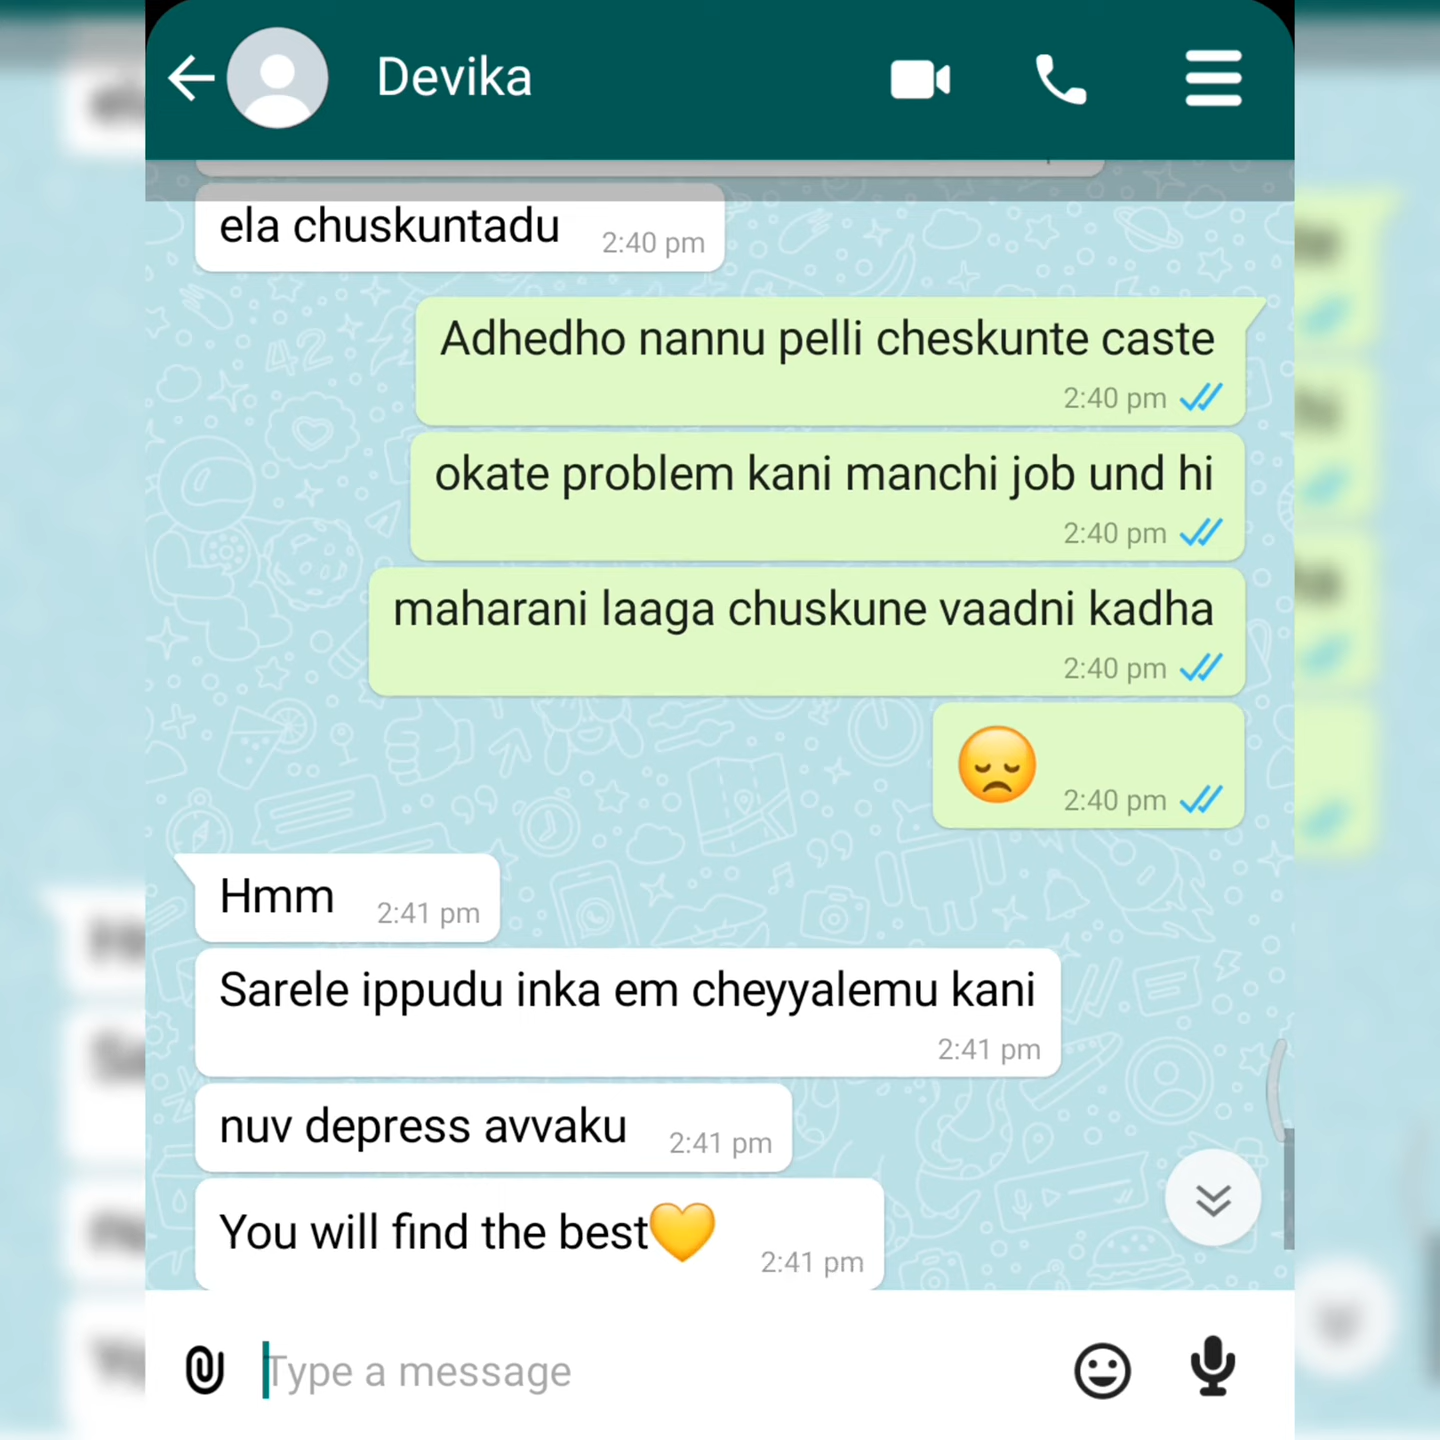 Devika
ela chuskuntadu
2:40 pm
Adhedho nannu pelli cheskunte caste
2:40 pm
okate problem kani manchi job und hi
2:40 pm
maharani laaga chuskune vaadni kadha
2:40 pm
😞
2:40 pm
Hmm
2:41 pm
Sarele ippudu inka em cheyyalemu kani
2:41 pm
nuv depress avvaku
2:41 pm
You will find the best💛
2:41 pm
Type a message